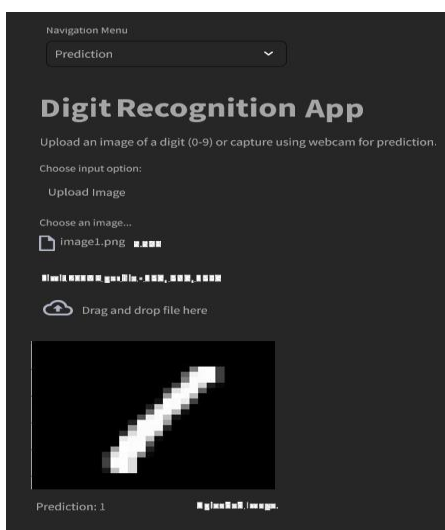 Navigation Menu
Prediction
Digit Recognition App
Upload an image of a digit (0-9) or capture using webcam for prediction.
Choose input option:
Upload Image
Choose an image...
image1.png
Drag and drop file here
Prediction: 1